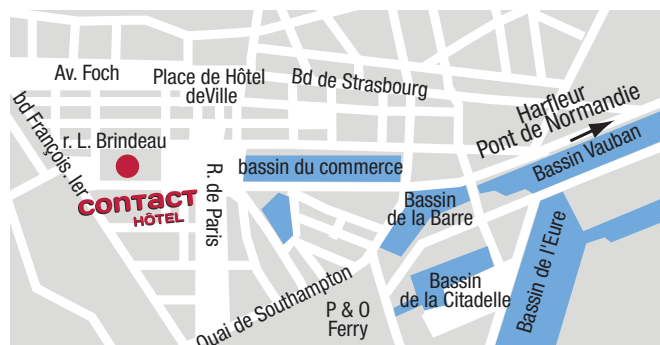 Av. Foch
Place de Hôtel
deVille
Bd de Strasbourg
Harfleur
Pont de Normandie
bd François. Ier
r. L. Brindeau
R. de Paris
bassin du commerce
Bassin Vauban
CONTACT
HÔTEL
Bassin
de la Barre
Bassin de l'Eure
Quai de Southampton
P & O
Ferry
Bassin
de la Citadelle